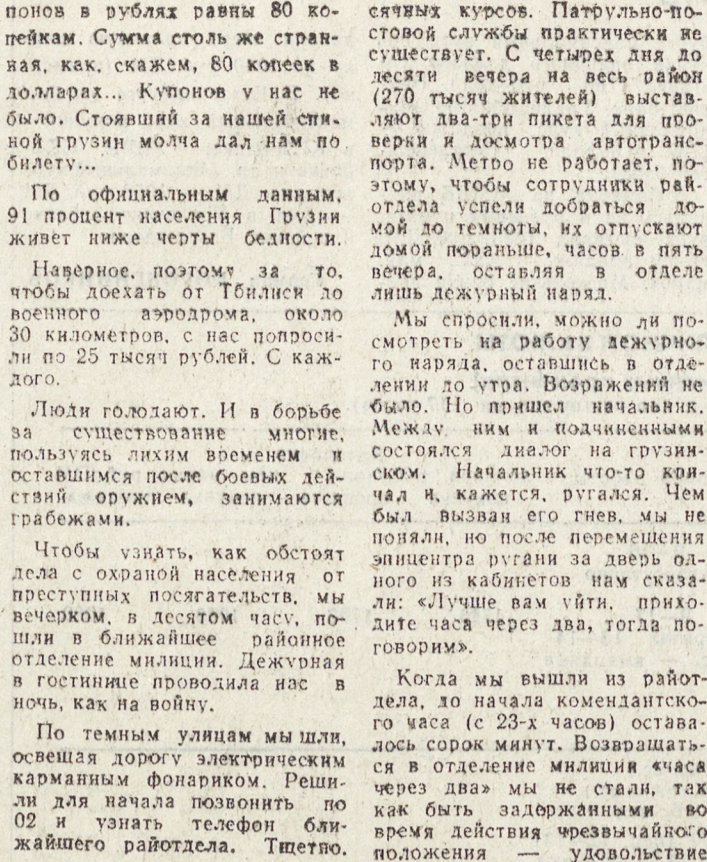 понов в рублях равны 80 ко-
пейкам. Сумма столь же стран-
ная, как, скажем, 80 копеек в
долларах... Купонов у нас не
было. Стоявший за нашей спи-
ной грузин молча дал нам по
билету...
По официальным данным,
91 процент населения Грузии
живет ниже черты бедности.
Наверное, поэтому за то,
чтобы доехать от Тбилиси до
военного аэродрома, около
30 километров, с нас попроси-
ли по 25 тысяч рублей. С каж-
дого.
Люди голодают. И в борьбе
за существование многие,
пользуясь лихим временем и
оставшимся после боевых дей-
ствий оружием, занимаются
грабежами.
Чтобы узнать, как обстоят
дела с охраной населения от
преступных посягательств, мы
вечерком, в десятом часу, по-
шли в ближайшее районное
отделение милиции. Дежурная
в гостинице проводила нас в
ночь, как на войну.
По темным улицам мы шли,
освещая дорогу электрическим
карманным фонариком. Реши-
ли для начала позвонить по
02 и узнать телефон бли-
жайшего райотдела. Тщетно.
сячных курсов. Патрульно-по-
стовой службы практически не
существует. С четырех дня до
десяти вечера на весь район
(270 тысяч жителей) выстав-
ляют два-три пикета для про-
верки и досмотра автотранс-
порта. Метро не работает, по-
этому, чтобы сотрудники рай-
отдела успели добраться до-
мой до темноты, их отпускают
домой пораньше, часов в пять
вечера, оставляя в отделе
лишь дежурный наряд.
Мы спросили, можно ли по-
смотреть на работу дежурно-
го наряда, оставшись в отде-
лении до утра. Возражений не
было. Но пришел начальник.
Между ним и подчиненными
состоялся диалог на грузин-
ском. Начальник что-то кри-
чал и, кажется, ругался. Чем
был вызван его гнев, мы не
поняли, но после перемещения
эпицентра ругани за дверь од-
ного из кабинетов нам сказа-
ли: «Лучше вам уйти, прихо-
дите часа через два, тогда по-
говорим».
Когда мы вышли из райот-
дела, до начала комендантско-
го часа (с 23-х часов) остава-
лось сорок минут. Возвращать-
ся в отделение милиции «часа
через два» мы не стали, так
как быть задержанными во
время действия чрезвычайного
положения — удовольствие